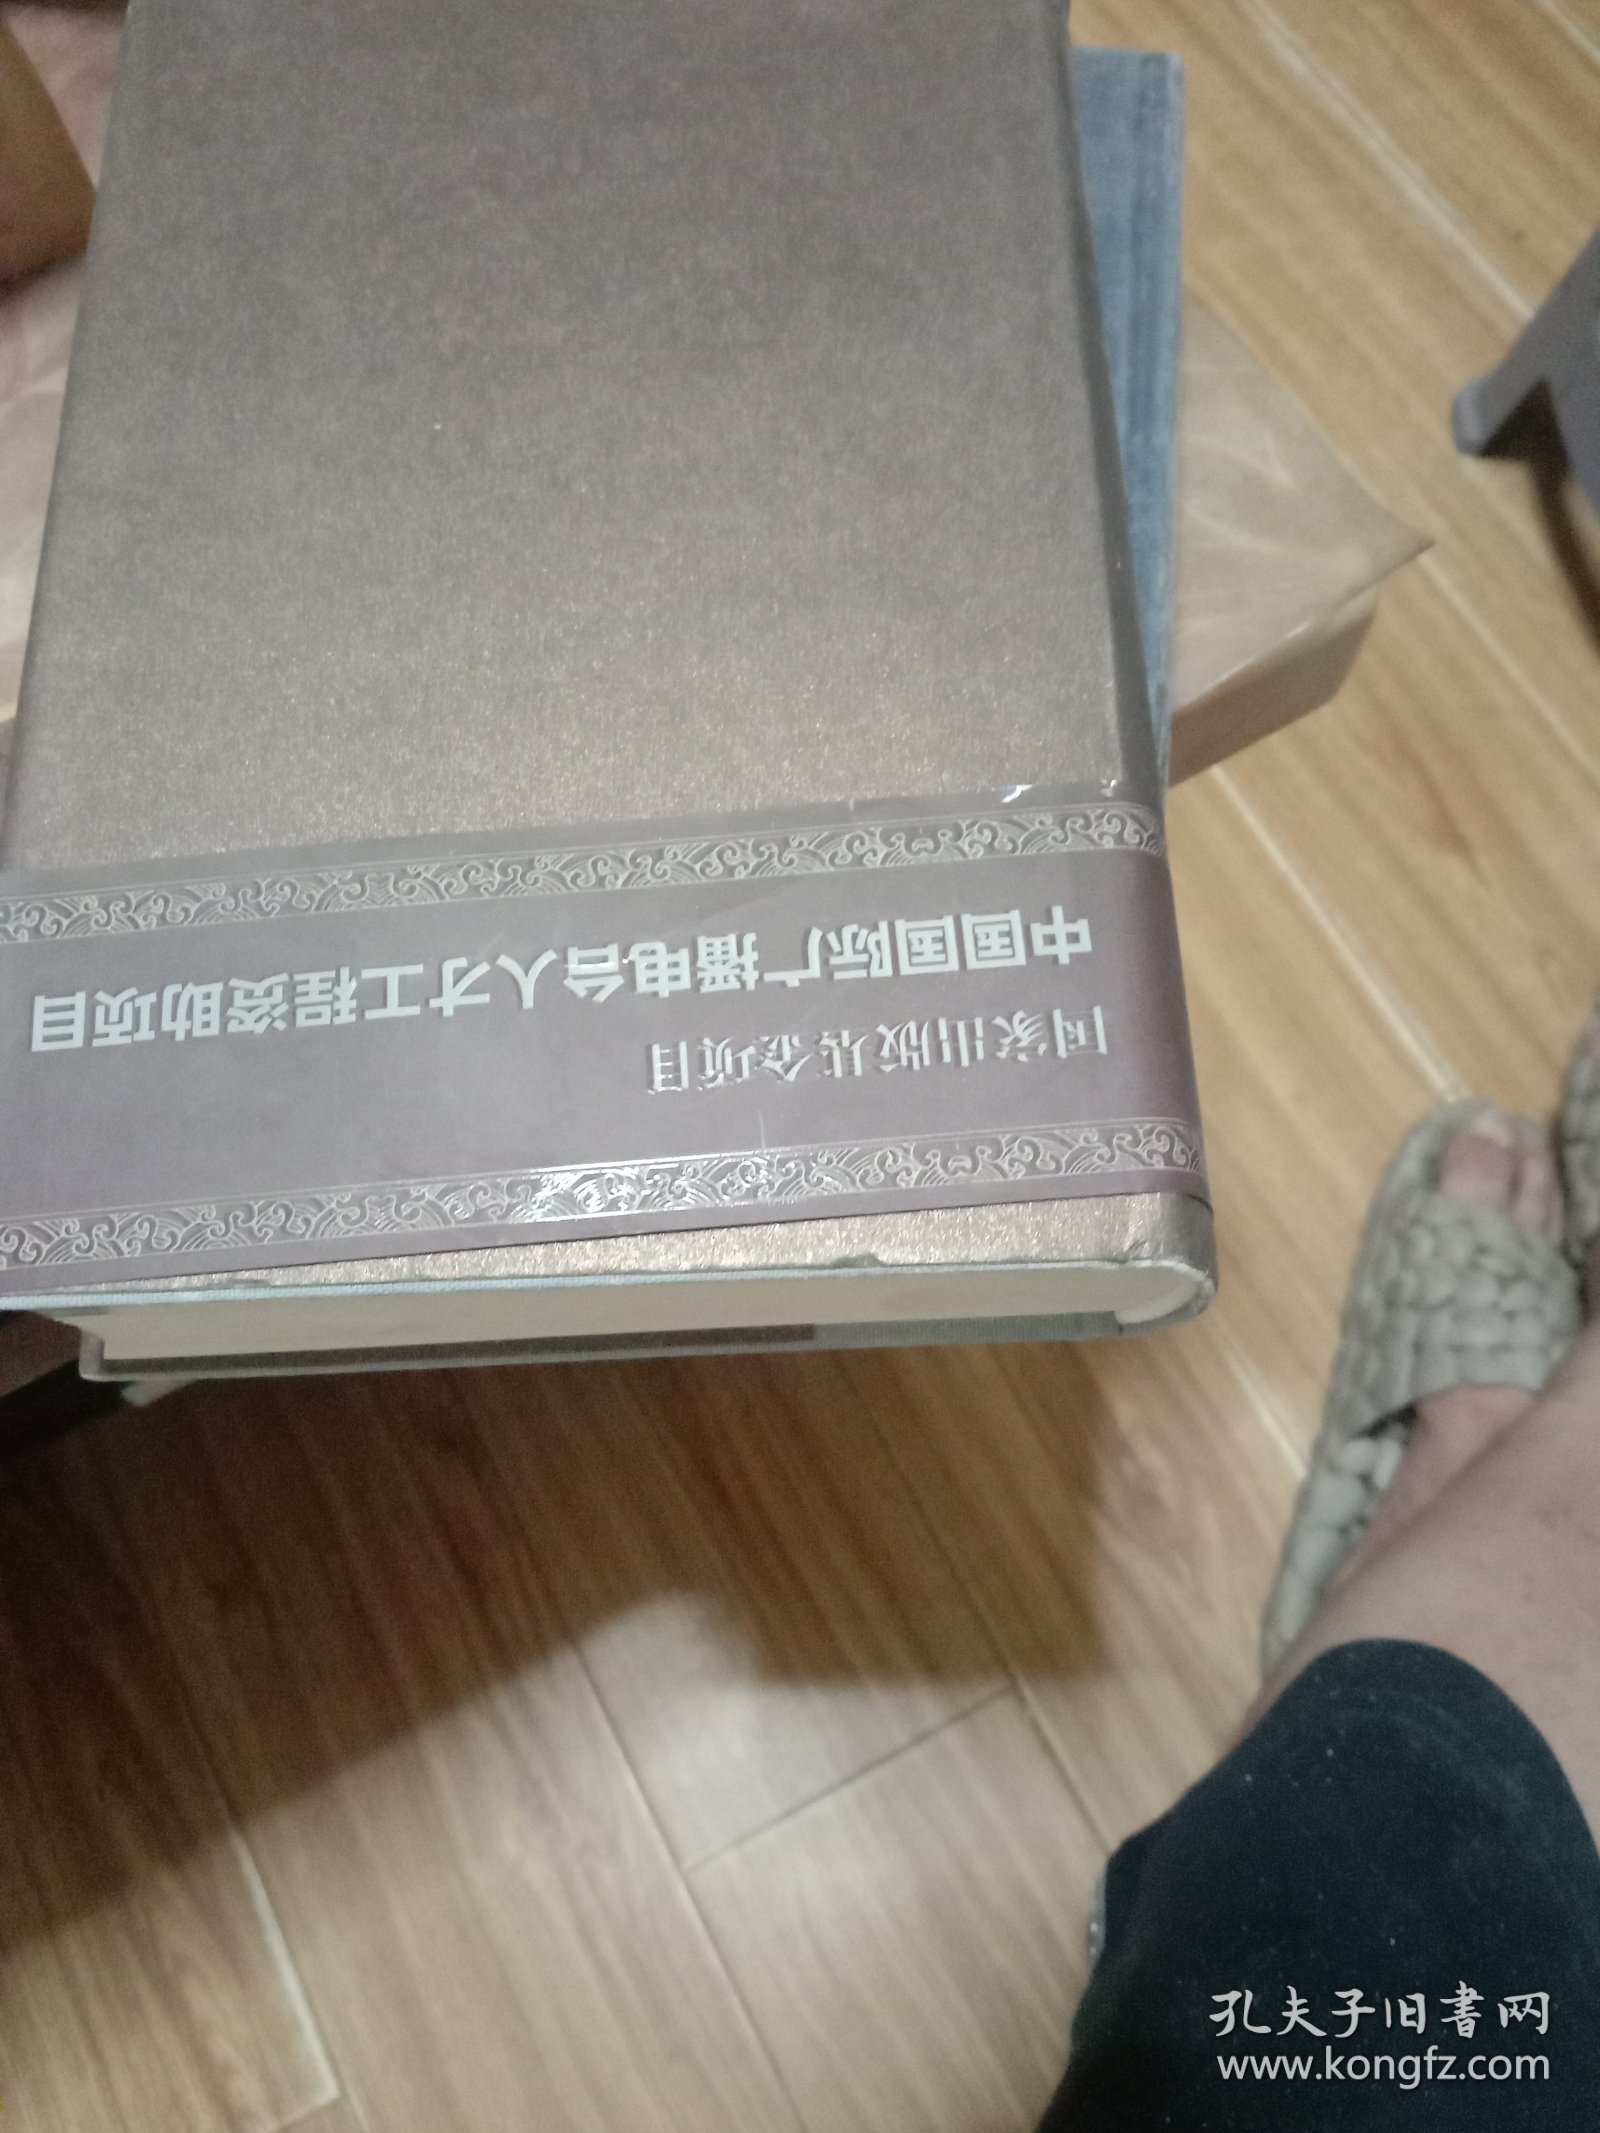 国家出版基金项目
中国国际广播电台人才工程资助项目
孔夫子旧書网
www.kongfz.com